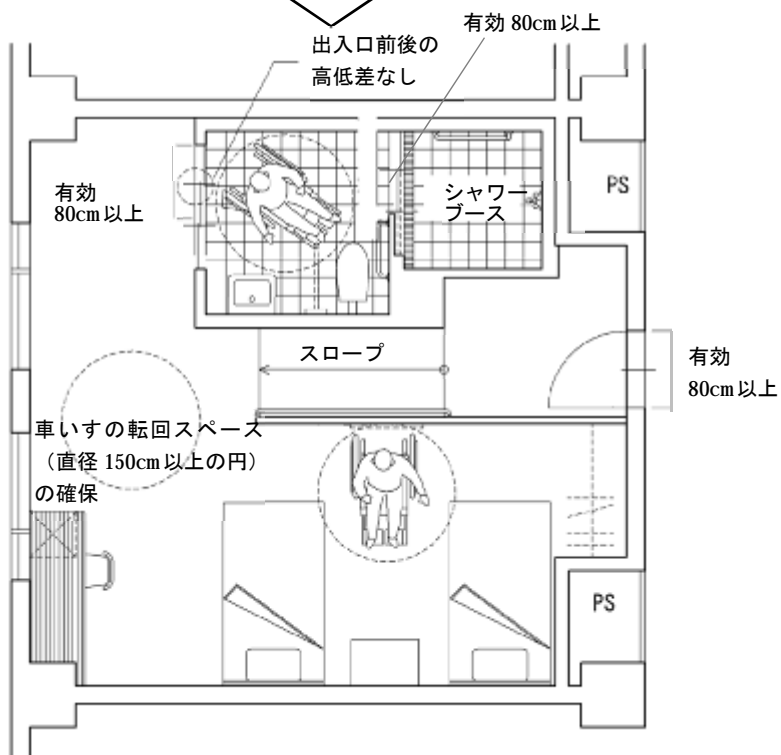 有効 80cm以上
出入口前後の
高低差なし
有効
80cm以上
シャワー
ブース
PS
スロープ
有効
80cm以上
車いすの転回スペース
（直径 150cm以上の円）
の確保
PS